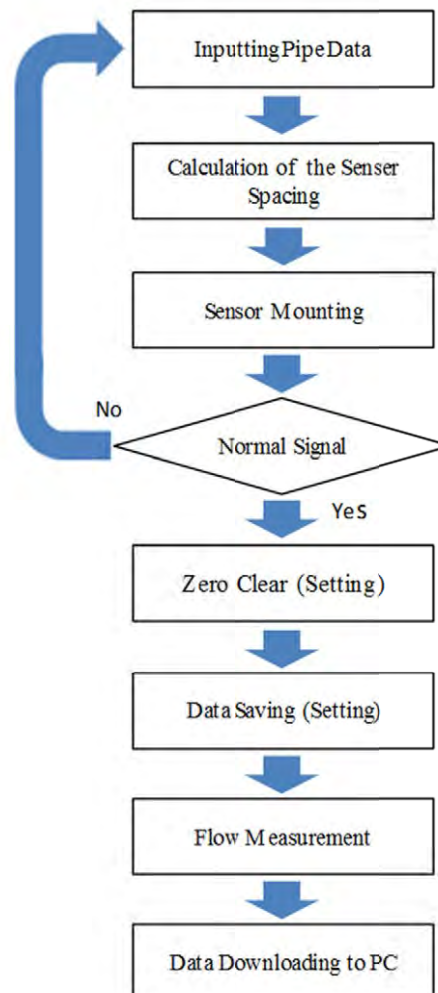 Inputting Pipe Data
Calculation of the Senser
Spacing
Sensor Mounting
No
Normal Signal
Yes
Zero Clear (Setting)
Data Saving (Setting)
Flow Measurement
Data Downloading to PC